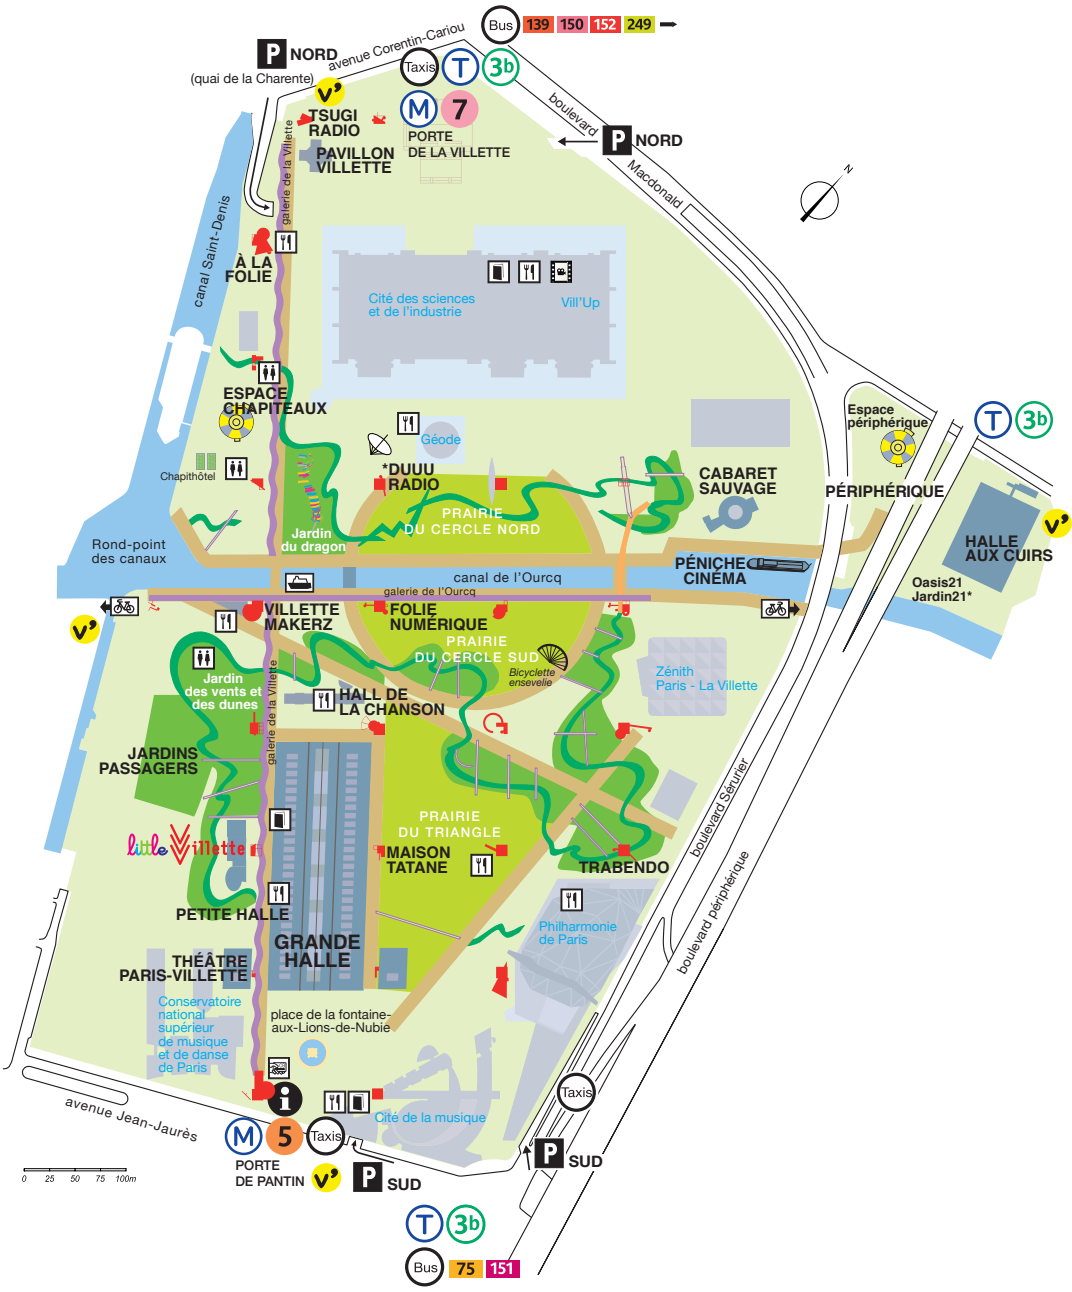 Bus 139 150 152 249
P NORD
(quai de la Charente)
avenue Corentin-Cariou
Taxis T 3b
M 7
PORTE
DE LA VILLETTE
V'
TSUGI
RADIO
PAVILLON
VILLETTE
galerie de la Villette
boulevard
Macdonald
P NORD
N
canal Saint-Denis
À LA
FOLIE
Cité des sciences
et de l'industrie
Vill'Up
ESPACE
CHAPITEAUX
Géode
Espace
périphérique
T 3b
Chapithôtel
*DUUU
RADIO
CABARET
SAUVAGE
PÉRIPHÉRIQUE
PRAIRIE
DU CERCLE NORD
Jardin
du dragon
V'
HALLE
AUX CUIRS
Rond-point
des canaux
canal de l'Ourcq
galerie de l'Ourcq
PÉNICHE
CINÉMA
Oasis21
Jardin21*
V'
VILLETTE
MAKERZ
FOLIE
NUMÉRIQUE
PRAIRIE
DU CERCLE SUD
Bicyclette
ensevelie
Zénith
Paris - La Villette
Jardin
des vents et
des dunes
galerie de la Villette
HALL DE
LA CHANSON
JARDINS
PASSAGERS
boulevard Sérurier
PRAIRIE
DU TRIANGLE
little Villette
MAISON
TATANE
TRABENDO
boulevard périphérique
PETITE HALLE
GRANDE
HALLE
Philharmonie
de Paris
THÉÂTRE
PARIS-VILLETTE
Conservatoire
national
supérieur
de musique
et de danse
de Paris
place de la fontaine-
aux-Lions-de-Nubie
i
Cité de la musique
Taxis
avenue Jean-Jaurès
M 5 Taxis
PORTE
DE PANTIN
V'
P SUD
P SUD
0 25 50 75 100m
T 3b
Bus 75 151